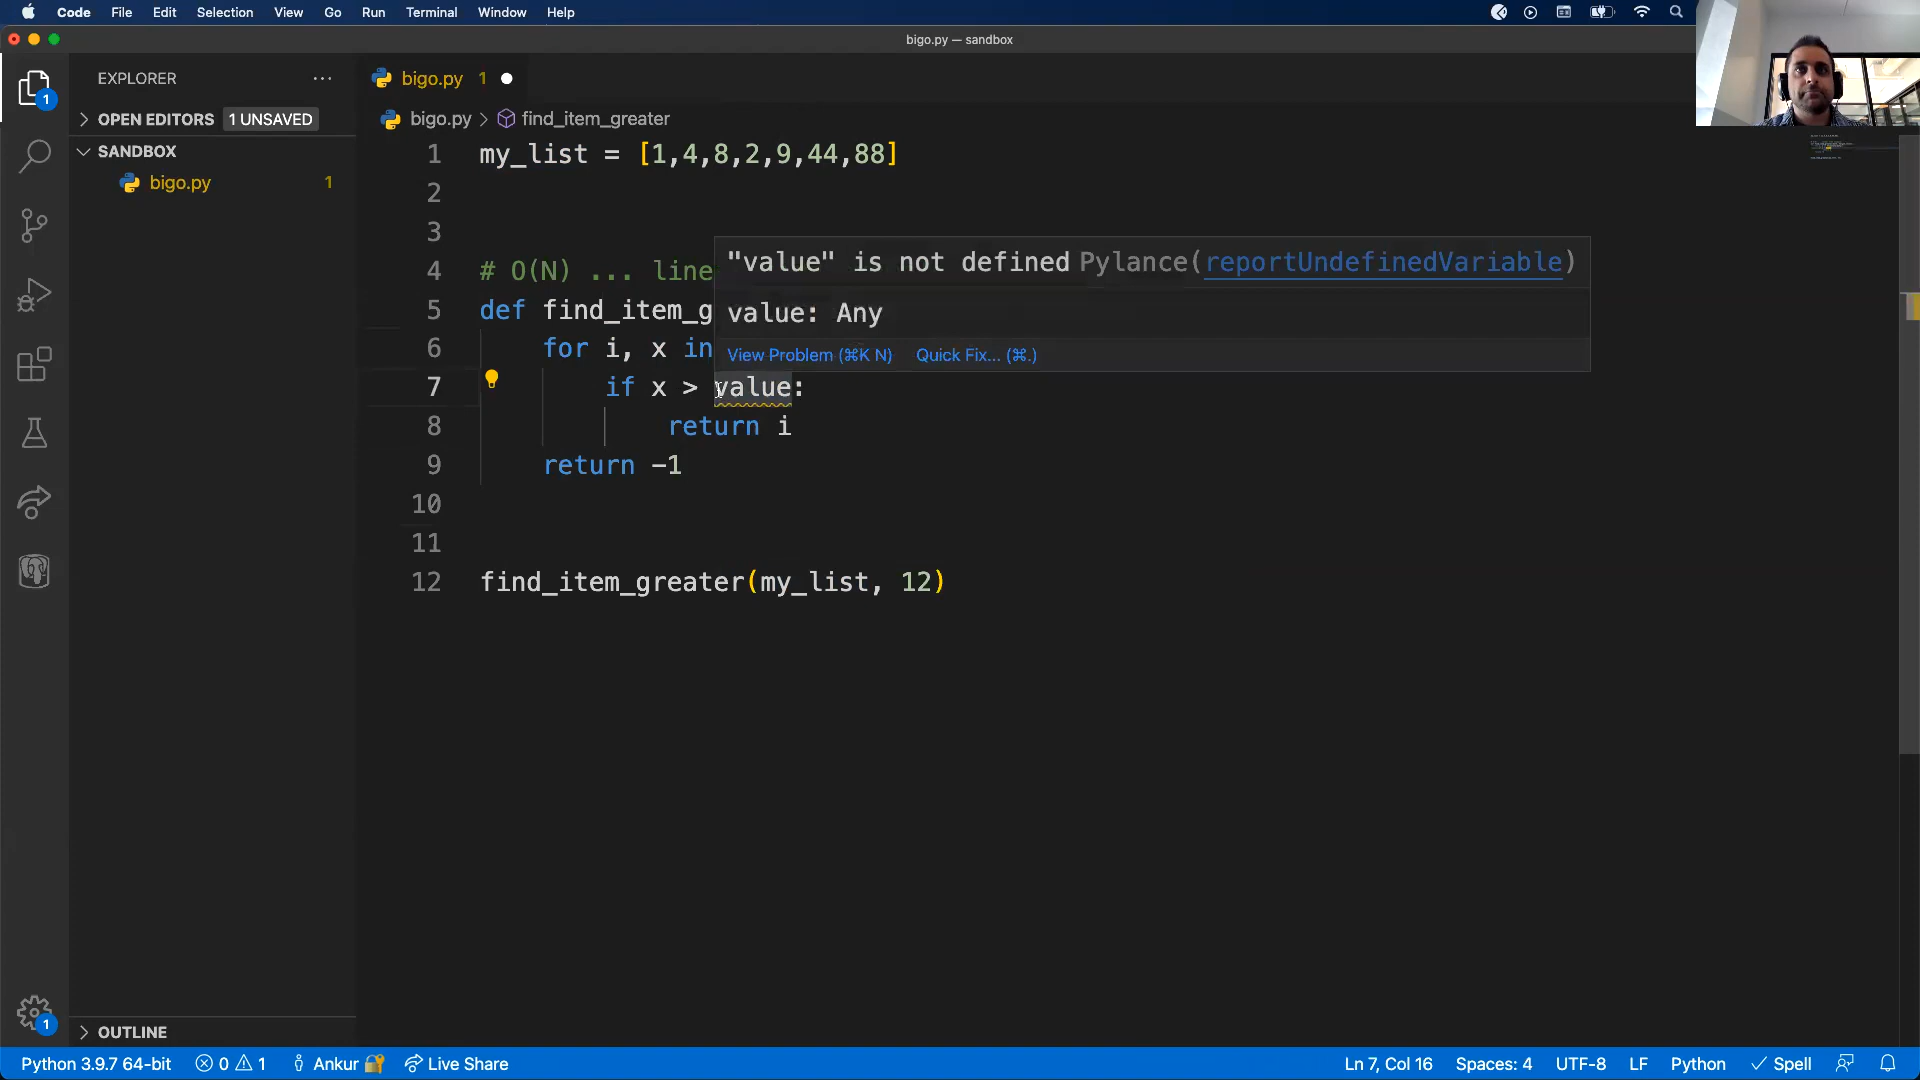 Code File Edit Selection View Go Run Terminal Window Help
bigo.py — sandbox
EXPLORER ...
OPEN EDITORS 1 UNSAVED
SANDBOX
bigo.py 1
OUTLINE
bigo.py 1
bigo.py > find_item_greater
1 my_list = [1,4,8,2,9,44,88]
2
3
4 # O(N) ... line
5 def find_item_g
6 for i, x in
7 if x > value:
8 return i
9 return -1
10
11
12 find_item_greater(my_list, 12)
"value" is not defined Pylance(reportUndefinedVariable)
value: Any
View Problem (⌘K N) Quick Fix... (⌘.)
1
1
Python 3.9.7 64-bit 0 1 Ankur Live Share Ln 7, Col 16 Spaces: 4 UTF-8 LF Python Spell